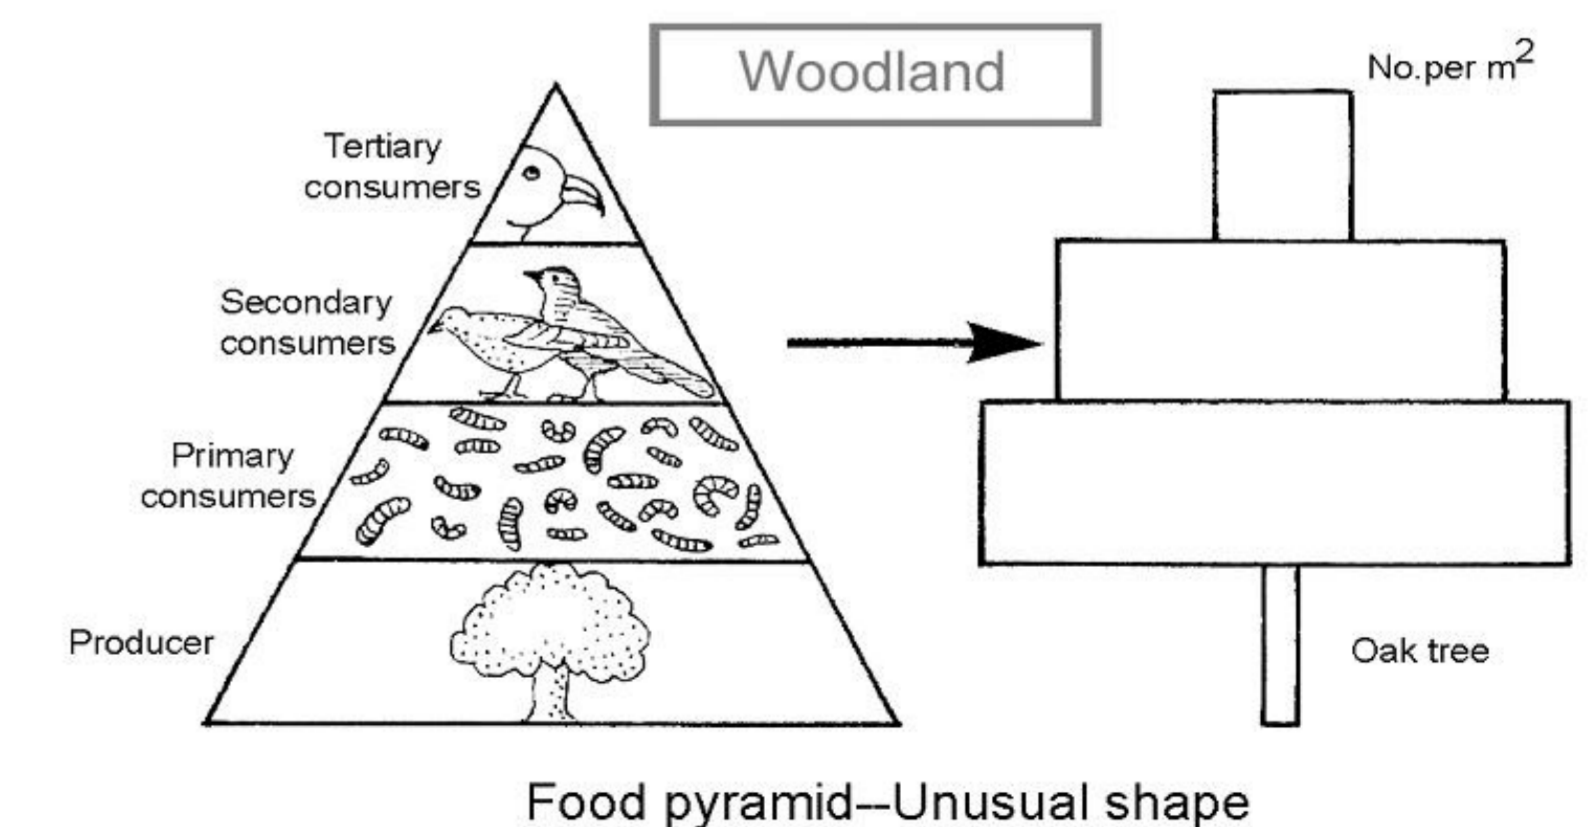 Woodland
No.per m²
Tertiary
consumers
Secondary
consumers
Primary
consumers
Producer
Oak tree
Food pyramid--Unusual shape